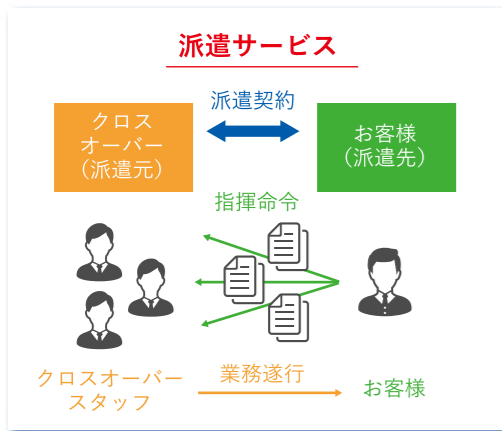 派遣サービス
派遣契約
クロス
オーバー
（派遣元）
お客様
（派遣先）
指揮命令
クロスオーバー
スタッフ
業務遂行
お客様